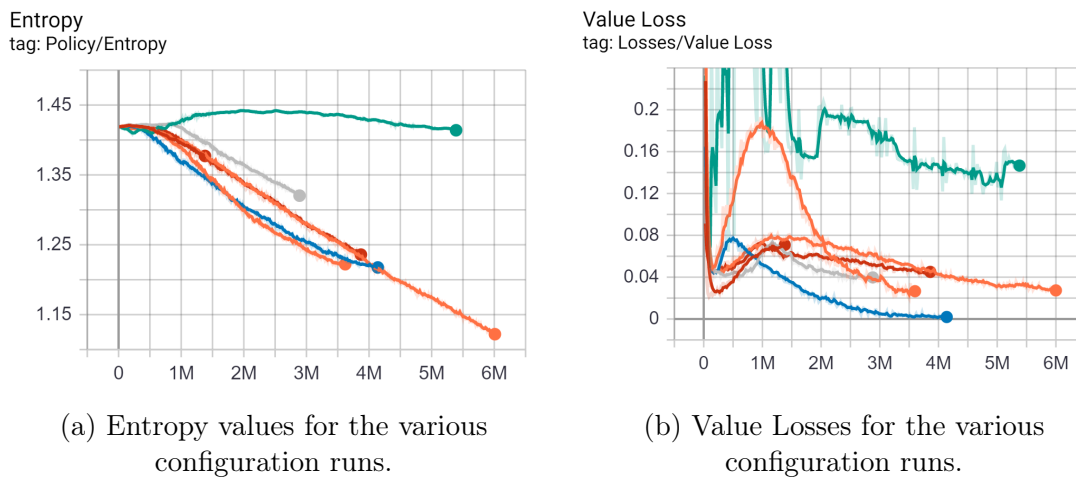 Entropy
tag: Policy/Entropy
1.45
1.35
1.25
1.15
0 1M 2M 3M 4M 5M 6M
(a) Entropy values for the various
configuration runs.
Value Loss
tag: Losses/Value Loss
0.2
0.16
0.12
0.08
0.04
0
0 1M 2M 3M 4M 5M 6M
(b) Value Losses for the various
configuration runs.